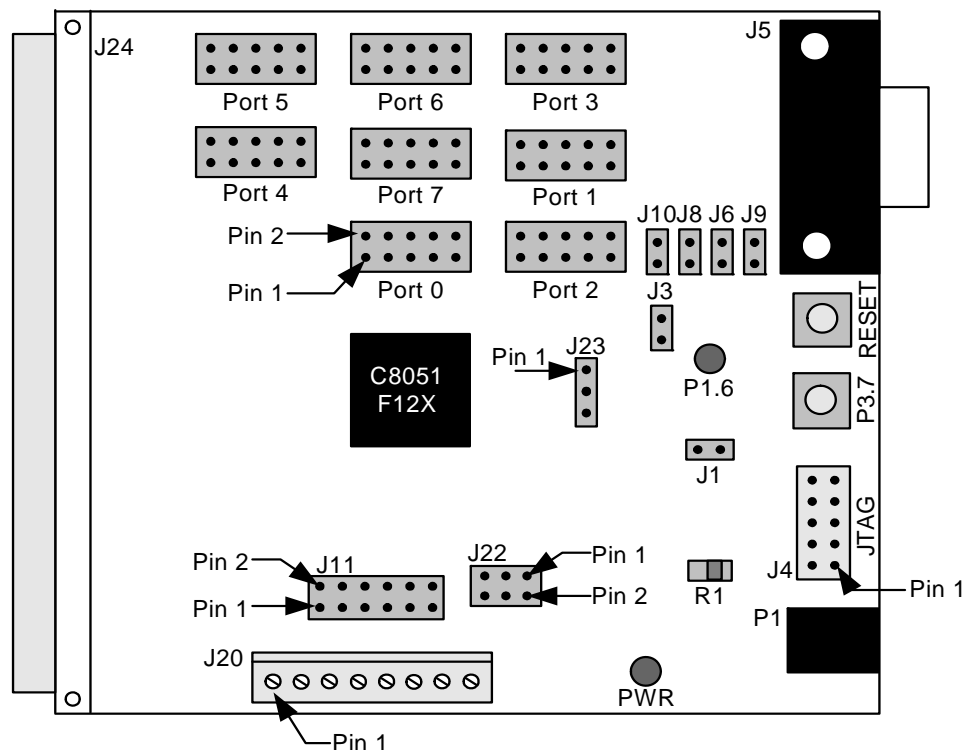 J24
J5
Port 5
Port 6
Port 3
Port 4
Port 7
Port 1
J10
J8
J6
J9
Pin 2
Pin 1
Port 0
Port 2
J3
RESET
Pin 1
J23
C8051
F12X
P1.6
P3.7
J1
JTAG
Pin 2
J11
J22
Pin 1
Pin 1
Pin 2
R1
J4
Pin 1
P1
J20
PWR
Pin 1